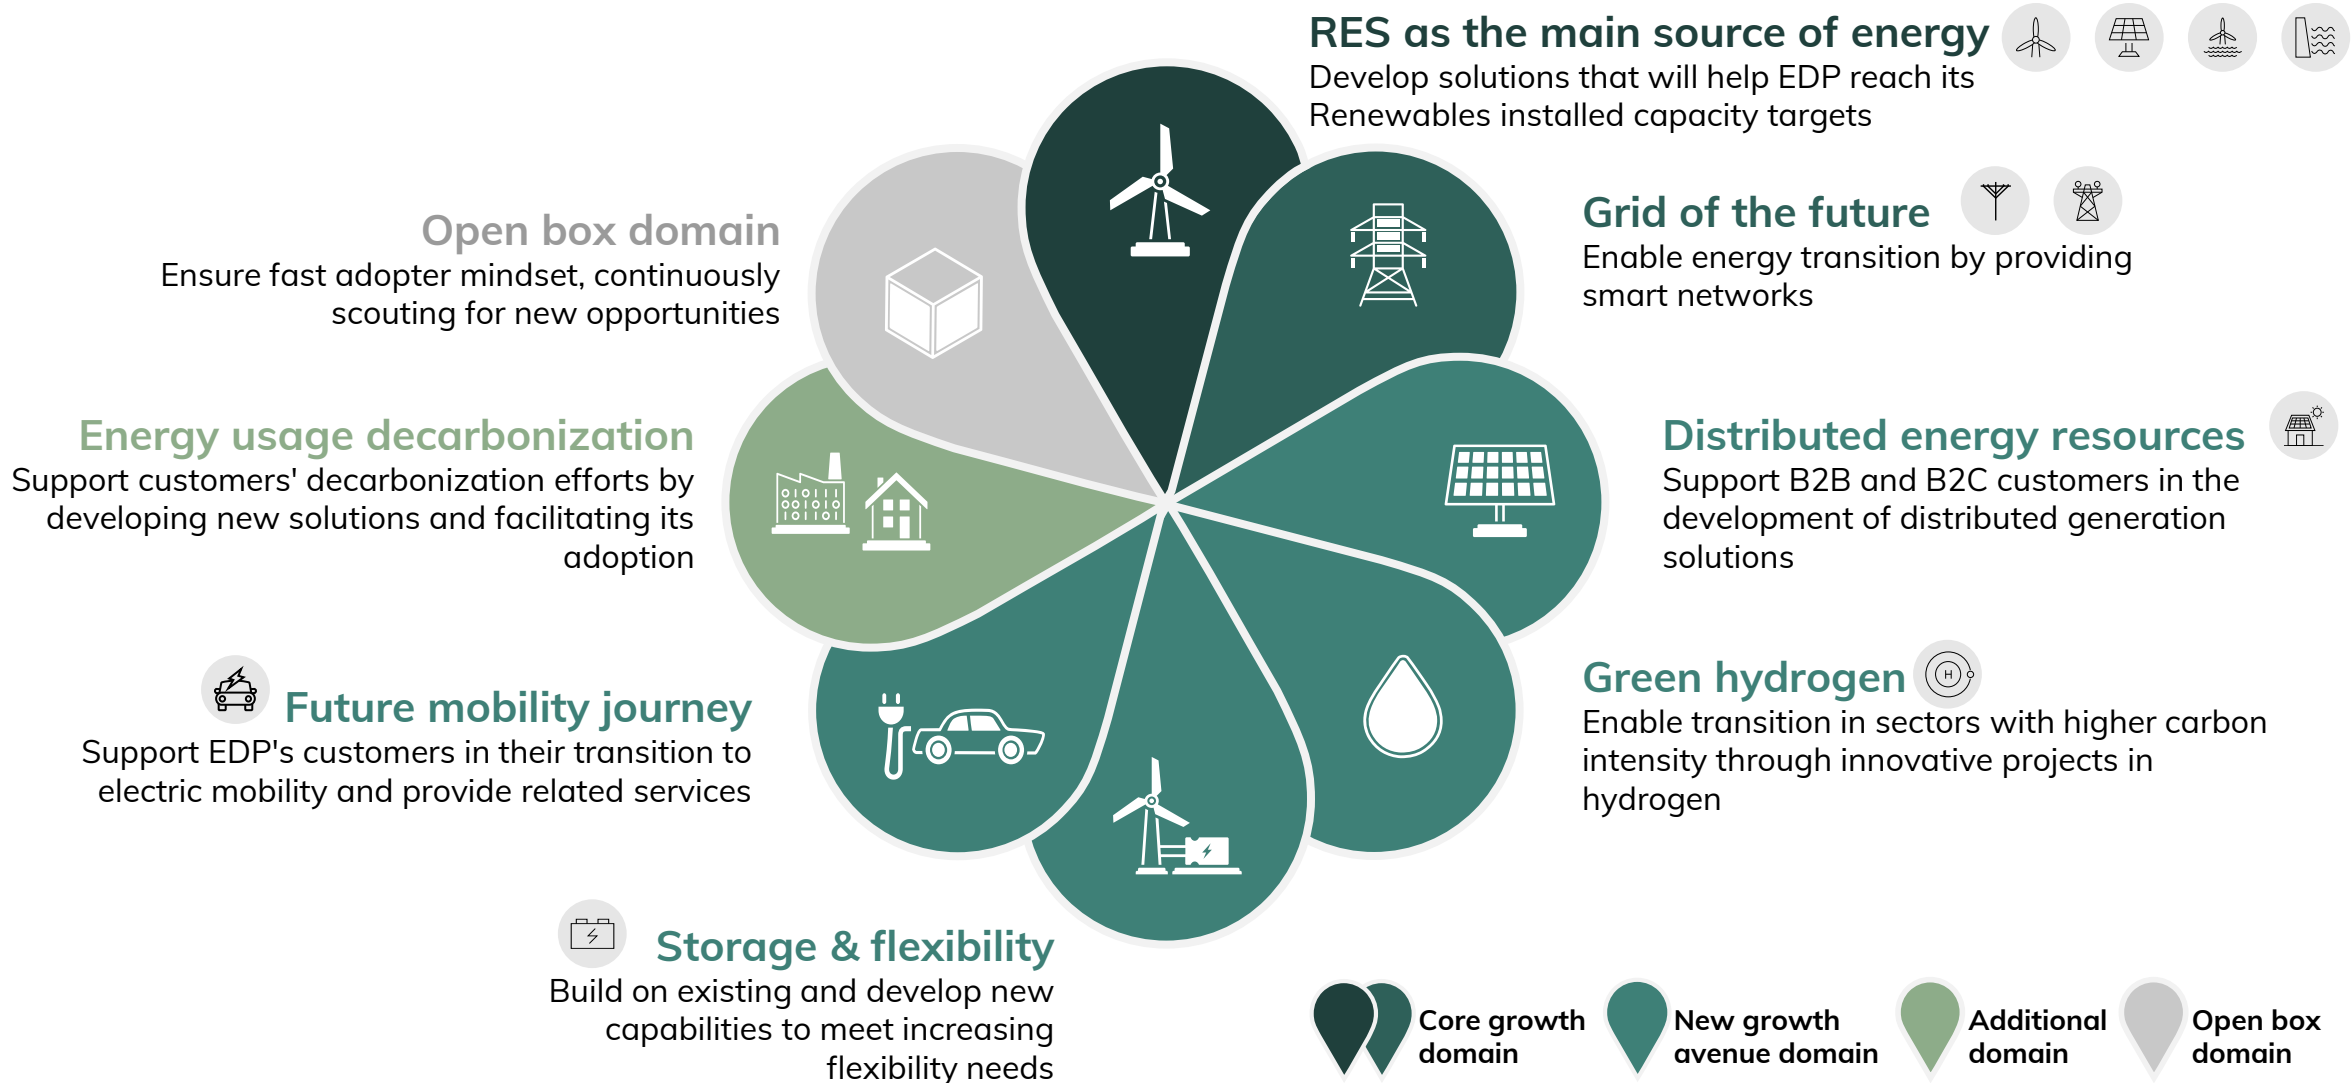 RES as the main source of energy
Develop solutions that will help EDP reach its
Renewables installed capacity targets
Grid of the future
Enable energy transition by providing
smart networks
Distributed energy resources
Support B2B and B2C customers in the
development of distributed generation
solutions
Green hydrogen
H
Enable transition in sectors with higher carbon
intensity through innovative projects in
hydrogen
Storage & flexibility
Build on existing and develop new
capabilities to meet increasing
flexibility needs
Future mobility journey
Support EDP's customers in their transition to
electric mobility and provide related services
Energy usage decarbonization
Support customers' decarbonization efforts by
developing new solutions and facilitating its
adoption
Open box domain
Ensure fast adopter mindset, continuously
scouting for new opportunities
Core growth
domain
New growth
avenue domain
Additional
domain
Open box
domain